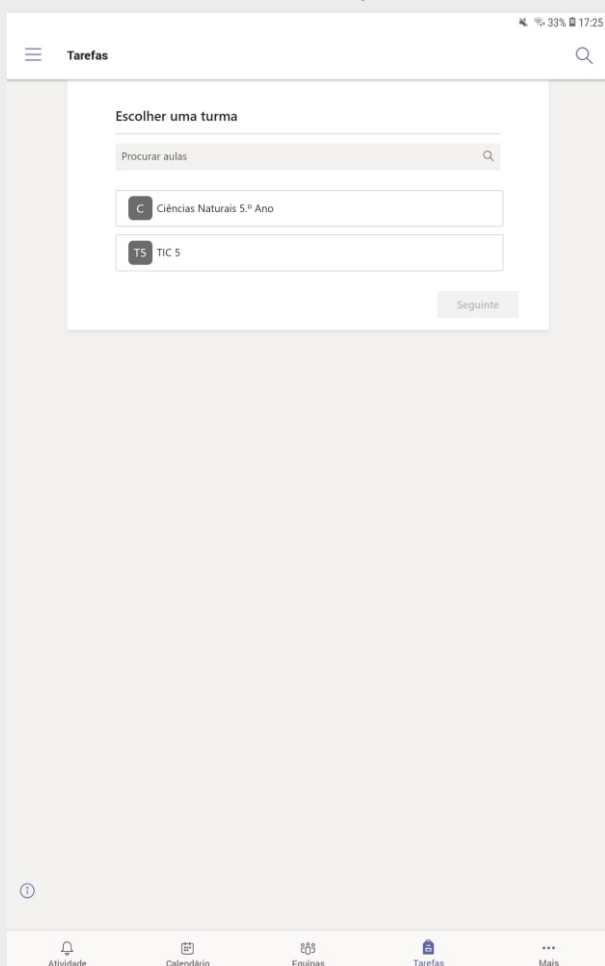 33% 17:25
Tarefas
Escolher uma turma
Procurar aulas
C Ciências Naturais 5.º Ano
T5 TIC 5
Seguinte
Atividade Calendário Equipas Tarefas Mais